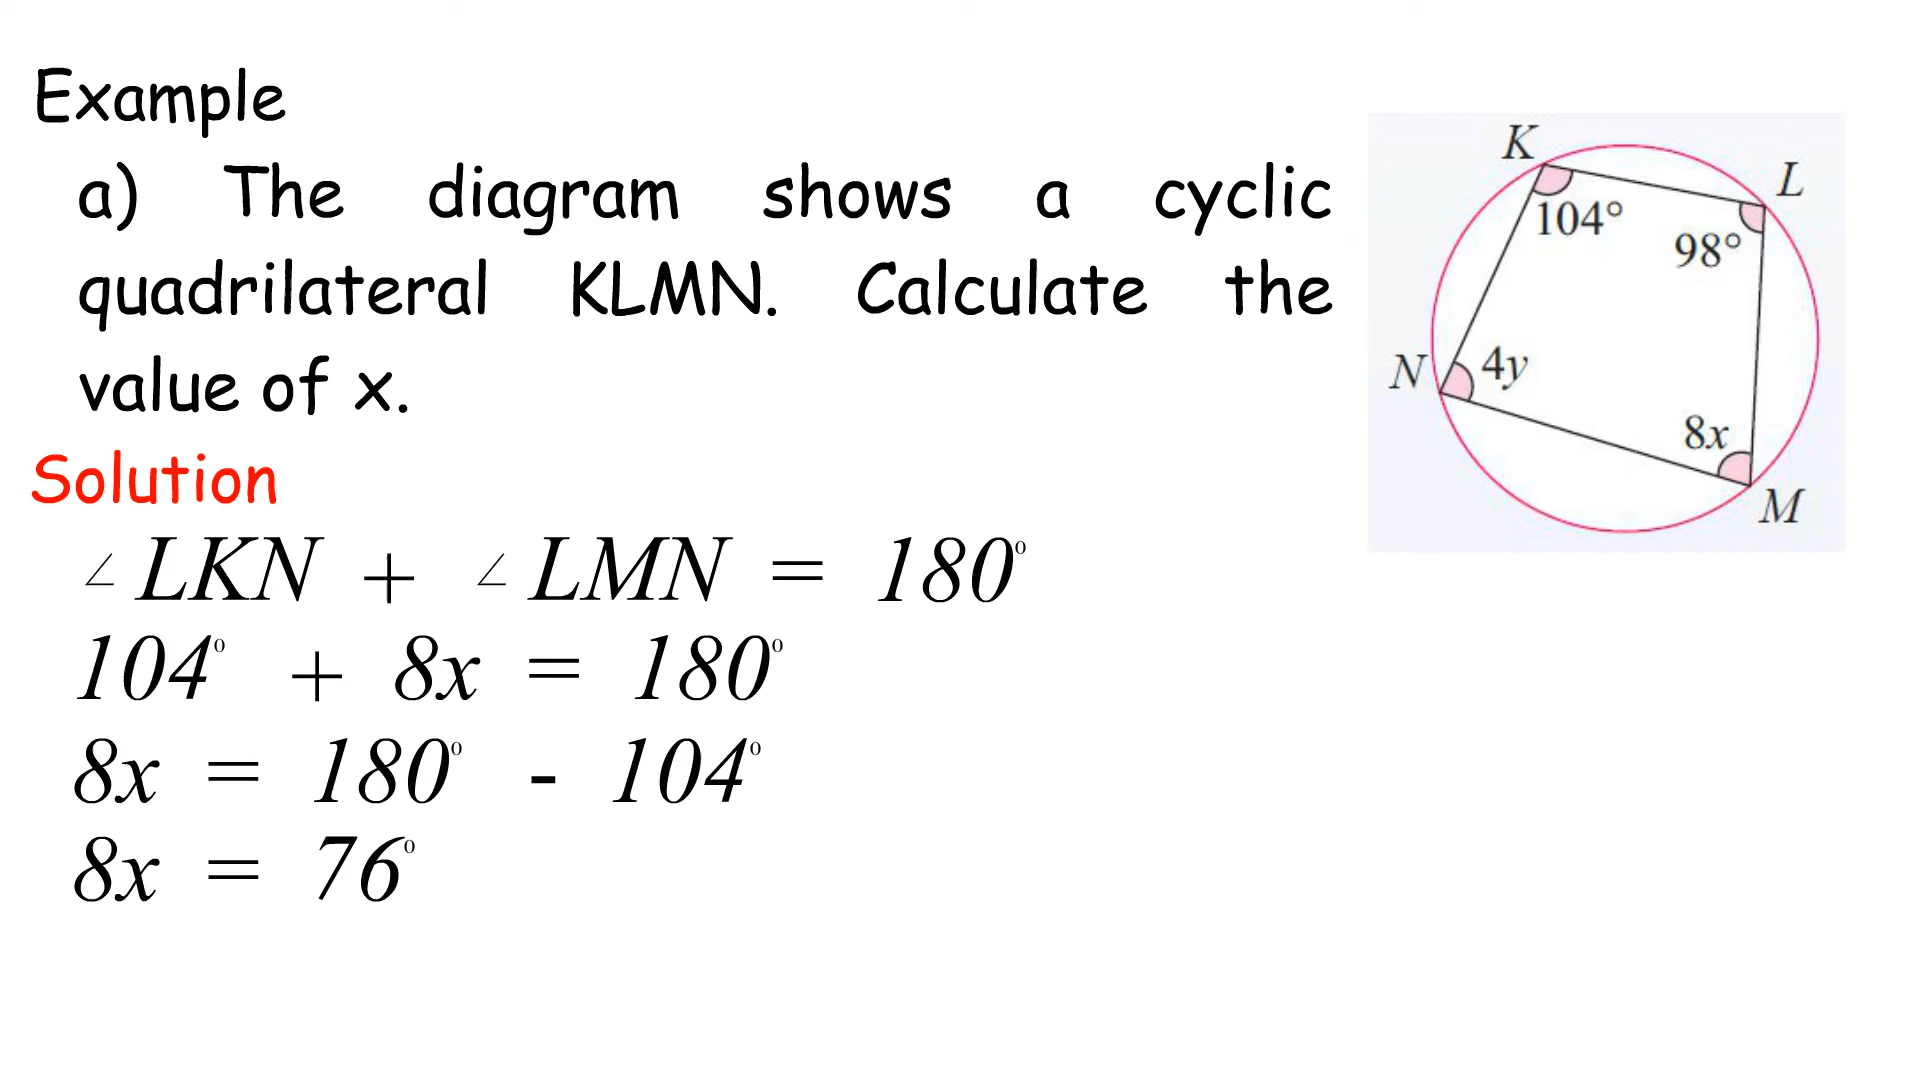 Example
a) The diagram shows a cyclic
quadrilateral KLMN. Calculate the
value of x.
Solution
∠ LKN + ∠ LMN = 180°
104° + 8x = 180°
8x = 180° - 104°
8x = 76°
K
L
104°
98°
N
4y
8x
M